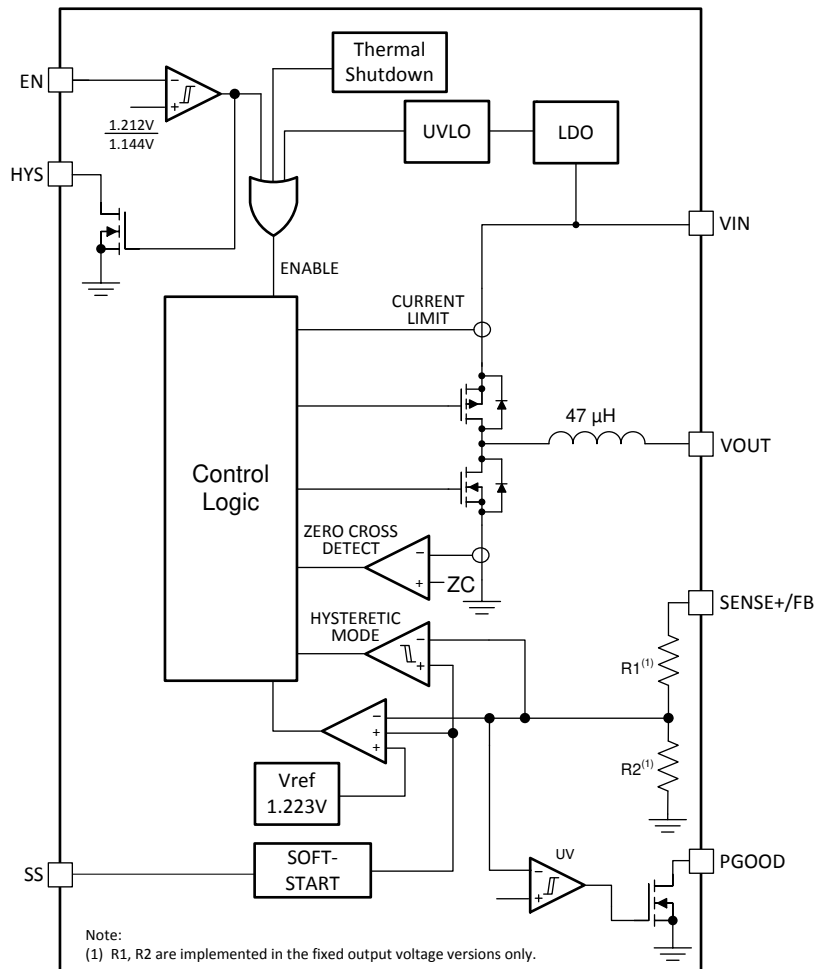 Thermal
Shutdown
EN
−
+
1.212V
1.144V
UVLO
LDO
HYS
VIN
ENABLE
CURRENT
LIMIT
47 µH
VOUT
Control
Logic
ZERO CROSS
DETECT
−
+
ZC
SENSE+/FB
HYSTERETIC
MODE
−
+
R1(1)
−
+
+
R2(1)
Vref
1.223V
UV
PGOOD
SOFT-
START
SS
−
+
Note:
(1) R1, R2 are implemented in the fixed output voltage versions only.